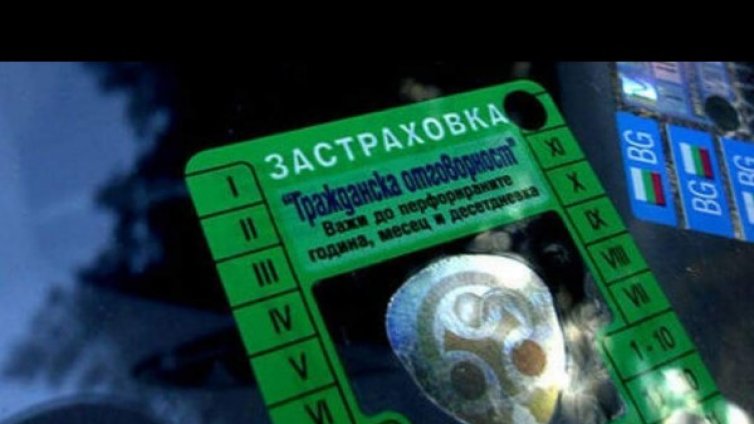 ЗАСТРАХОВКА
"Гражданска отговорност"
Важи до перфорираните
година, месец и десетдневка
I
II
III
IV
V
VI
XI
X
IX
VIII
VII
1-10
BG
BG